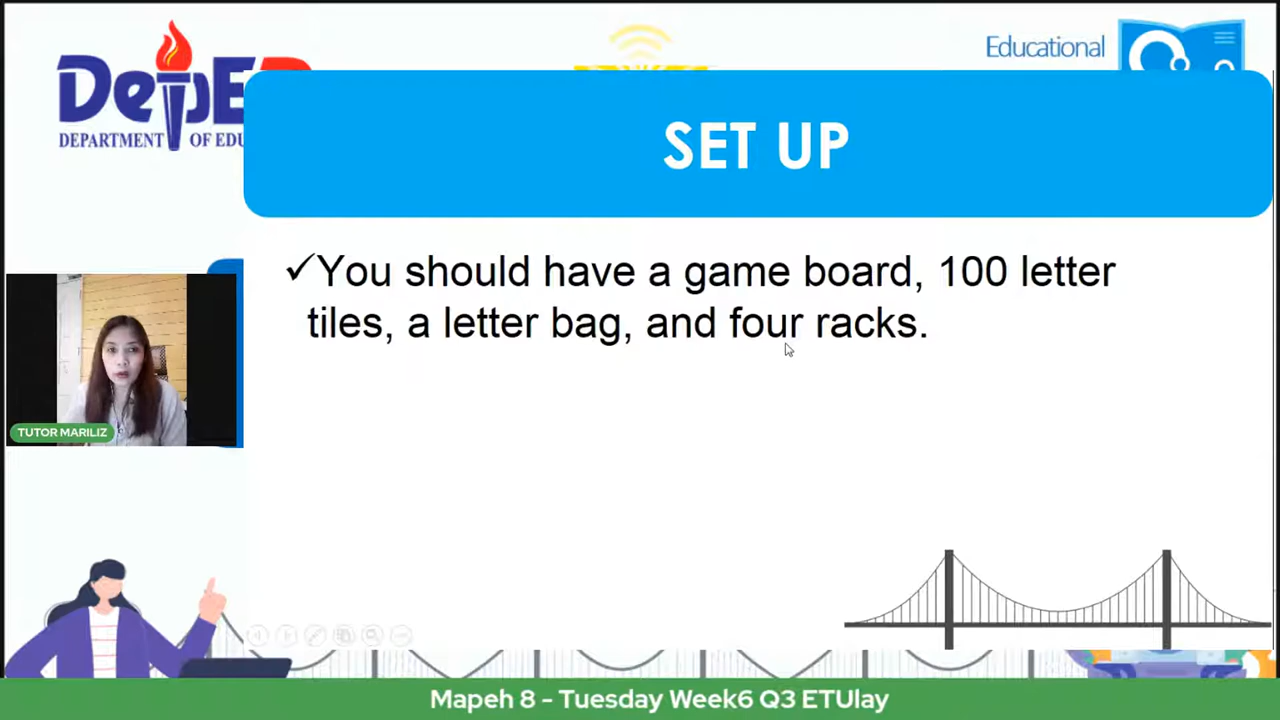 DepED
DEPARTMENT OF EDU
Educational
SET UP
✓You should have a game board, 100 letter
tiles, a letter bag, and four racks.
TUTOR MARILIZ
Mapeh 8 - Tuesday Week6 Q3 ETUlay